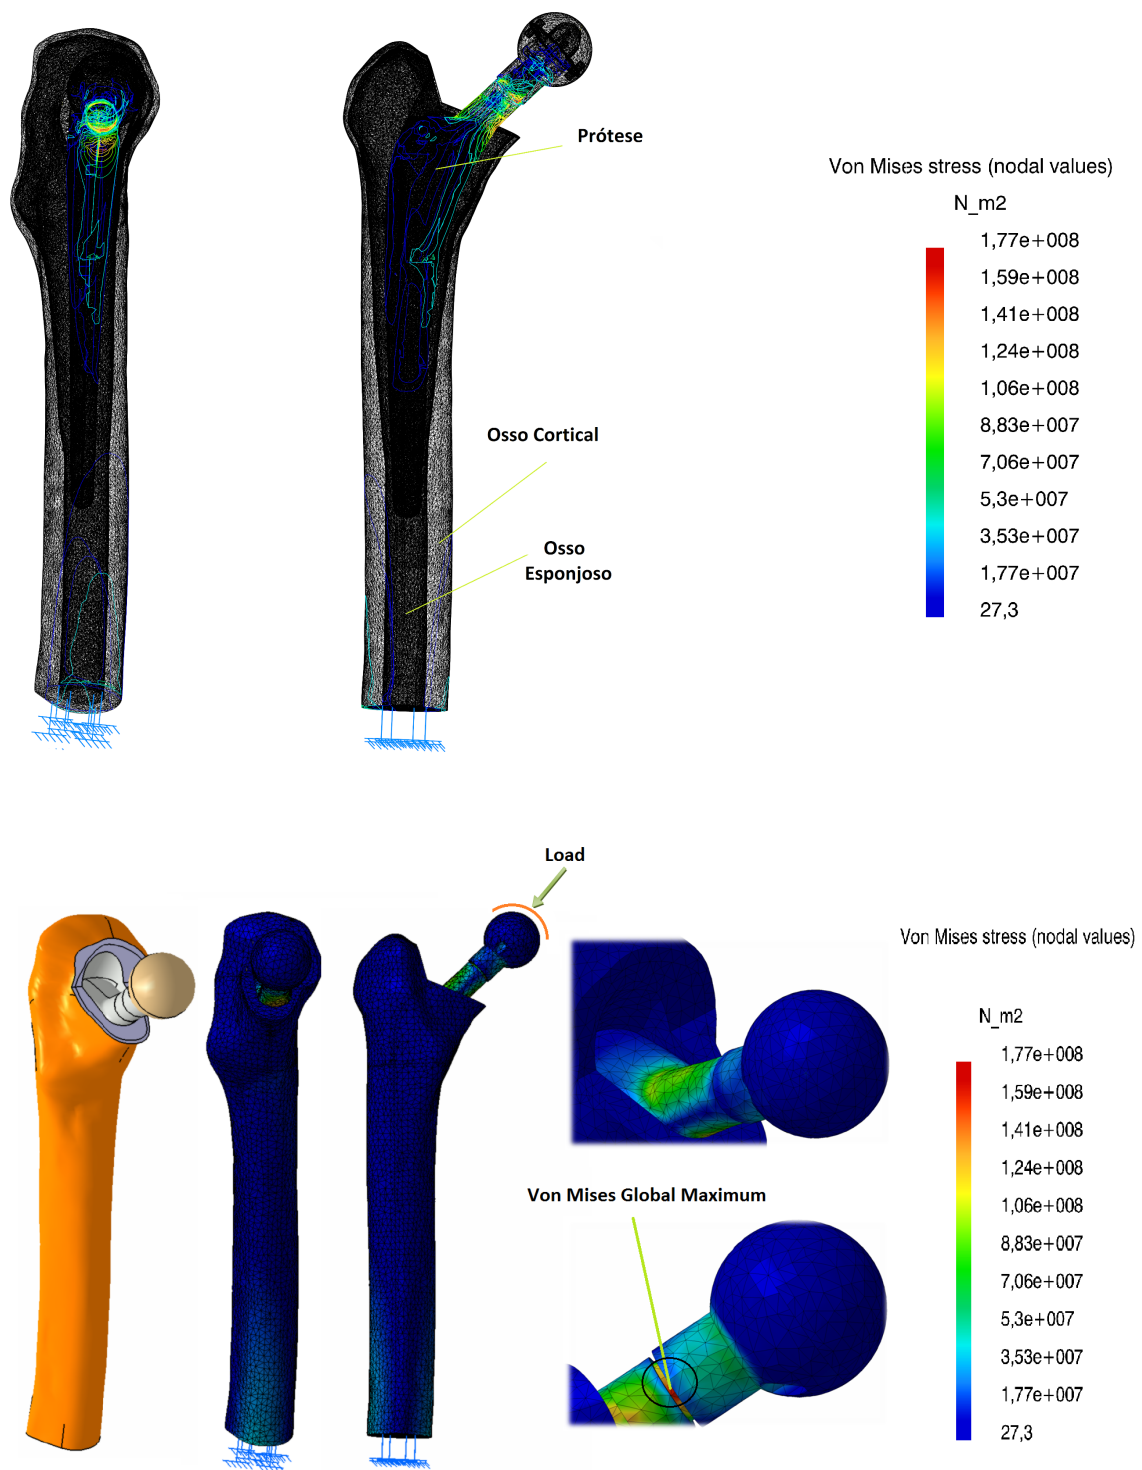 Prótese
Von Mises stress (nodal values)
N_m2
1,77e+008
1,59e+008
1,41e+008
1,24e+008
1,06e+008
8,83e+007
7,06e+007
5,3e+007
3,53e+007
1,77e+007
27,3
Osso Cortical
Osso
Esponjoso
Load
Von Mises stress (nodal values)
N_m2
1,77e+008
1,59e+008
1,41e+008
1,24e+008
1,06e+008
8,83e+007
7,06e+007
5,3e+007
3,53e+007
1,77e+007
27,3
Von Mises Global Maximum